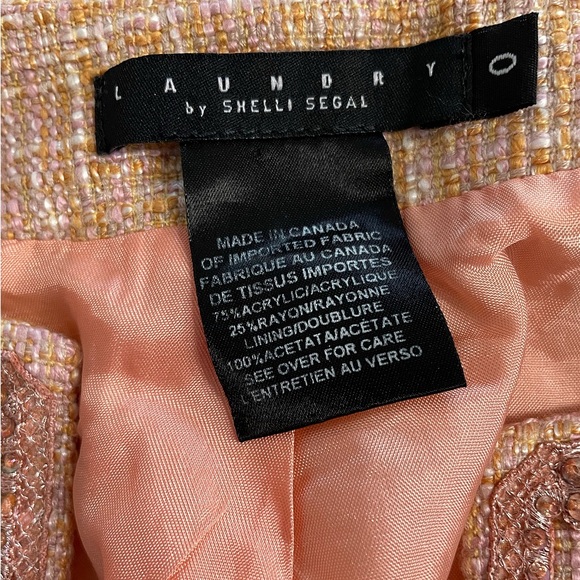 LAUNDRY
by SHELLI SEGAL
0
MADE IN CANADA
OF IMPORTED FABRIC
FABRIQUE AU CANADA
DE TISSUS IMPORTES
75%ACRYLIC/ACRYLIQUE
25%RAYON/RAYONNE
LINING/DOUBLURE
100%ACETATA/ACÉTATE
SEE OVER FOR CARE
L'ENTRETIEN AU VERSO